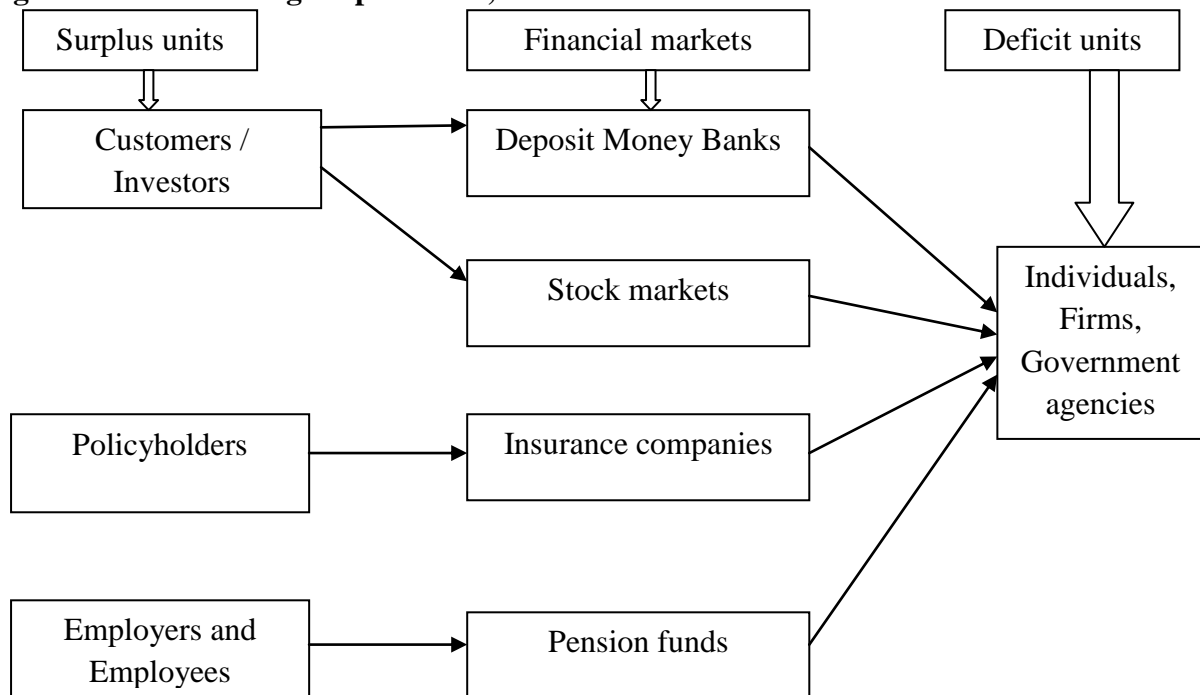 Surplus units
Financial markets
Deficit units
Customers /
Investors
Deposit Money Banks
Stock markets
Individuals,
Firms,
Government
agencies
Policyholders
Insurance companies
Employers and
Employees
Pension funds